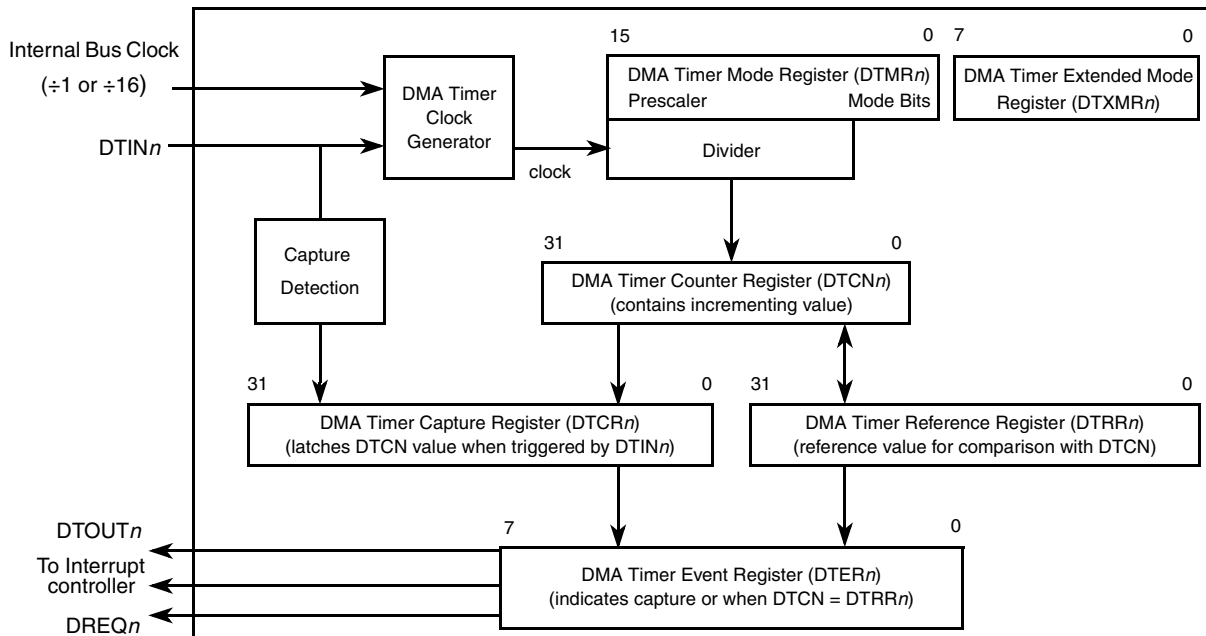 Internal Bus Clock
(÷1 or ÷16)
DTINn
DMA Timer
Clock
Generator
clock
15 0
DMA Timer Mode Register (DTMRn)
Prescaler Mode Bits
Divider
7 0
DMA Timer Extended Mode
Register (DTXMRn)
Capture
Detection
31 0
DMA Timer Counter Register (DTCNn)
(contains incrementing value)
31 0
DMA Timer Capture Register (DTCRn)
(latches DTCN value when triggered by DTINn)
31 0
DMA Timer Reference Register (DTRRn)
(reference value for comparison with DTCN)
7 0
DMA Timer Event Register (DTERn)
(indicates capture or when DTCN = DTRRn)
DTOUTn
To Interrupt
controller
DREQn